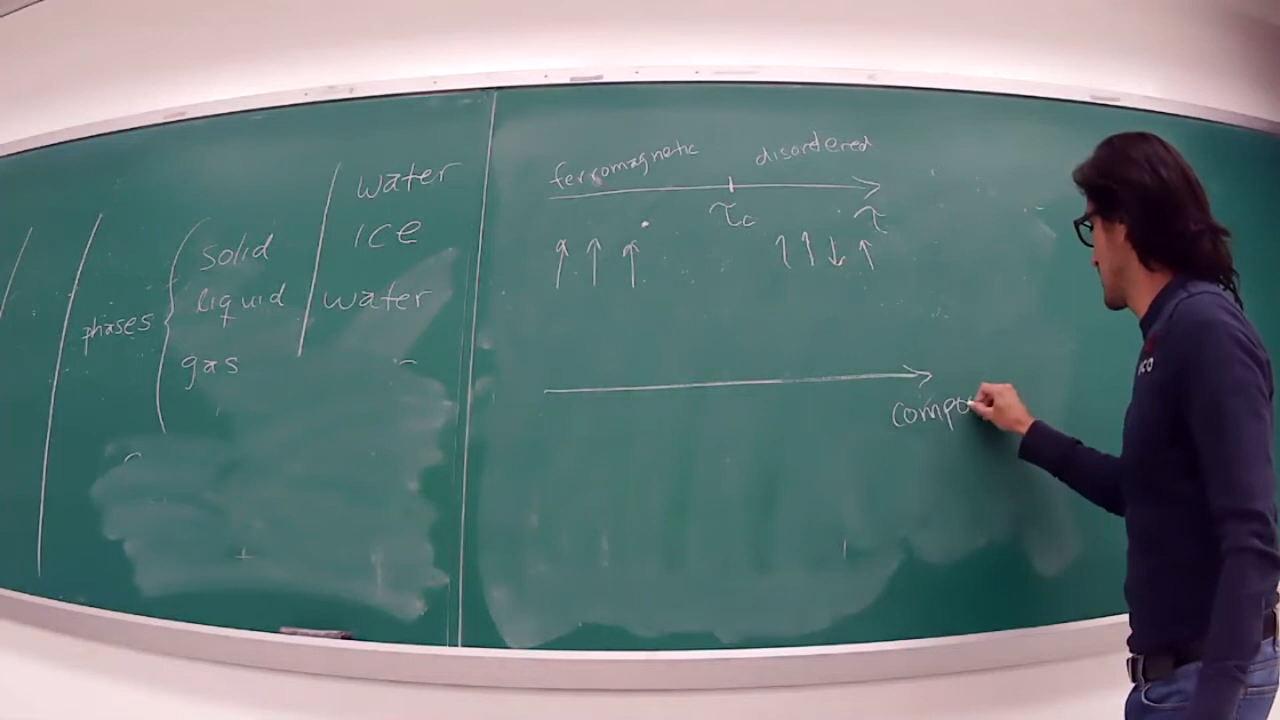 water
solid
ice
liquid
water
phases
gas
ferromagnetic
disordered
τc
τ
compo